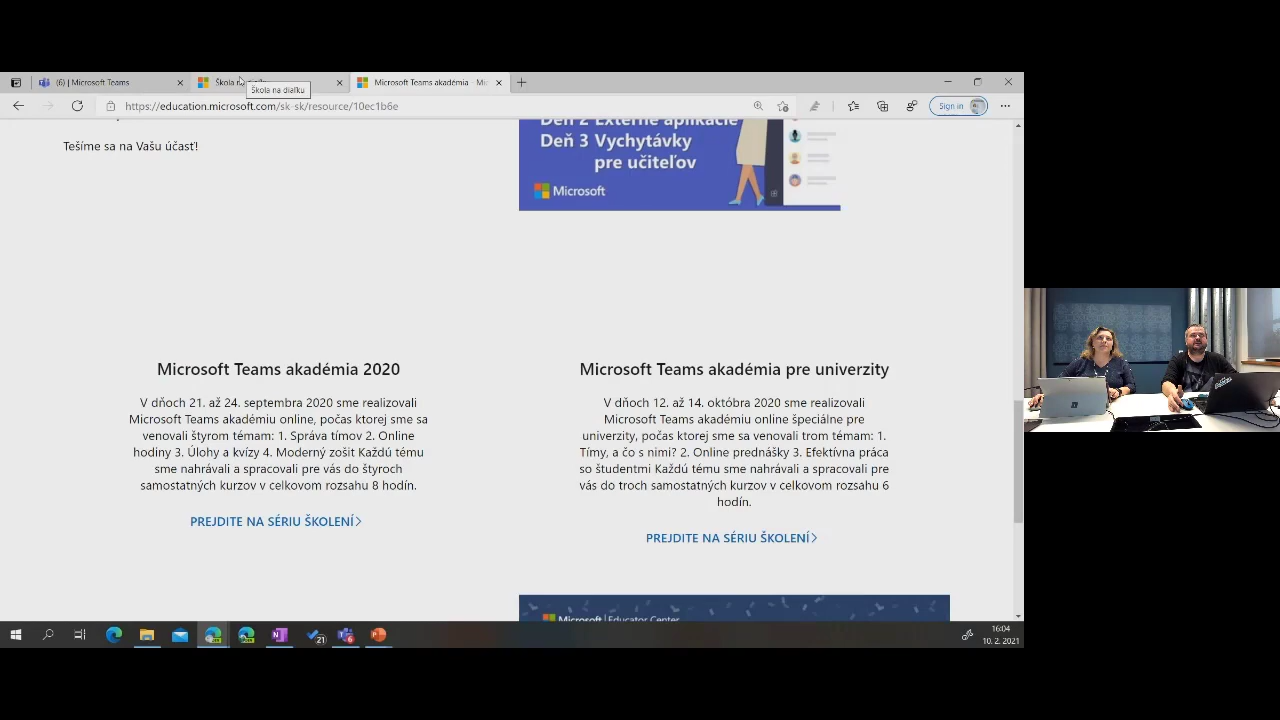 (6) | Microsoft Teams
Škola na diaľku
Microsoft Teams akadémia - Mic
Škola na diaľku
https://education.microsoft.com/sk-sk/resource/10ec1b6e
Sign in
Tešíme sa na Vašu účasť!
Deň 2 Externé aplikácie
Deň 3 Vychytávky
pre učiteľov
Microsoft
Microsoft Teams akadémia 2020
V dňoch 21. až 24. septembra 2020 sme realizovali
Microsoft Teams akadémiu online, počas ktorej sme sa
venovali štyrom témam: 1. Správa tímov 2. Online
hodiny 3. Úlohy a kvízy 4. Moderný zošit Každú tému
sme nahrávali a spracovali pre vás do štyroch
samostatných kurzov v celkovom rozsahu 8 hodín.
PREJDITE NA SÉRIU ŠKOLENÍ
Microsoft Teams akadémia pre univerzity
V dňoch 12. až 14. októbra 2020 sme realizovali
Microsoft Teams akadémiu online špeciálne pre
univerzity, počas ktorej sme sa venovali trom témam: 1.
Tímy, a čo s nimi? 2. Online prednášky 3. Efektívna práca
so študentmi Každú tému sme nahrávali a spracovali pre
vás do troch samostatných kurzov v celkovom rozsahu 6
hodín.
PREJDITE NA SÉRIU ŠKOLENÍ
Microsoft | Educator Center
21
6
16:04
10. 2. 2021